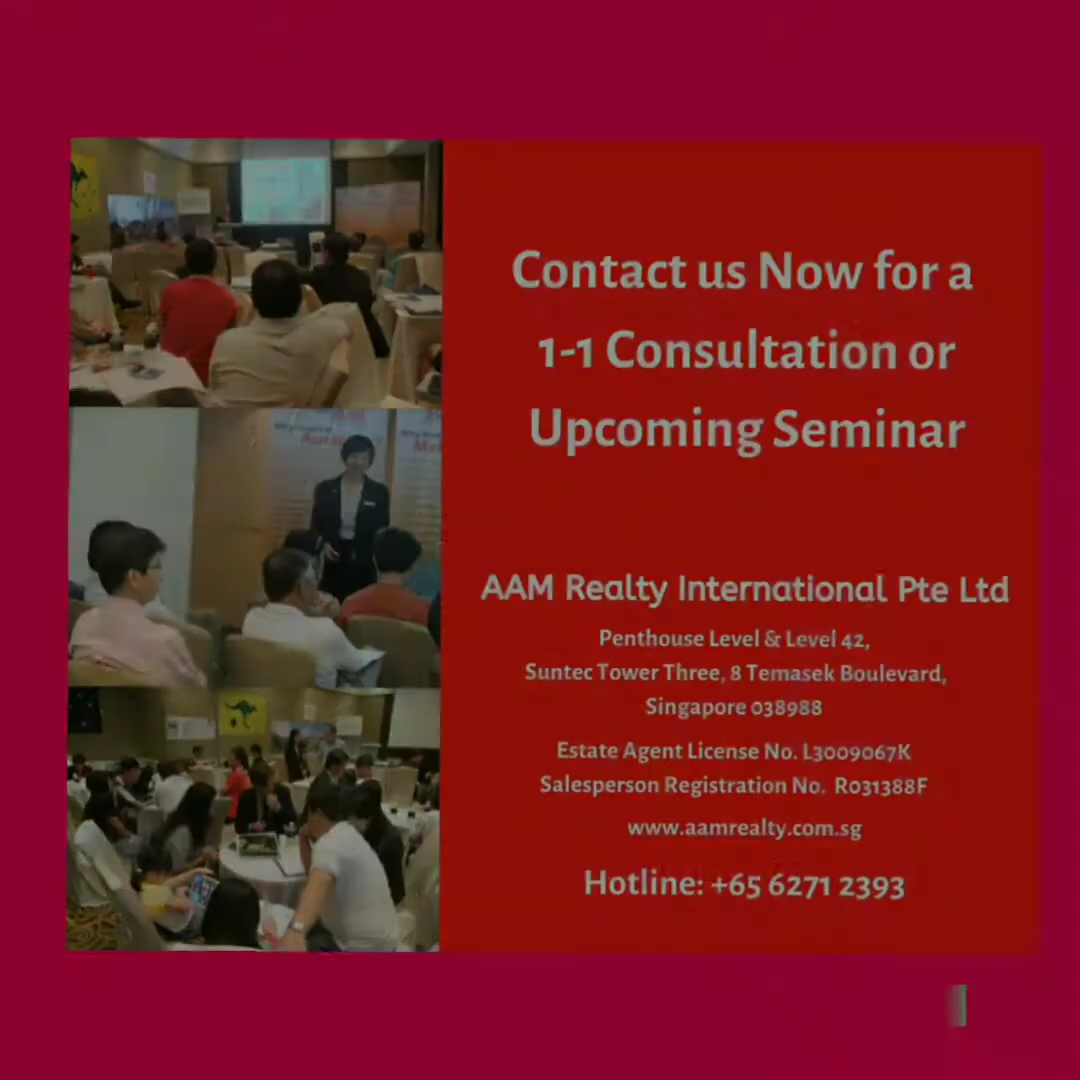 Contact us Now for a
1-1 Consultation or
Upcoming Seminar
AAM Realty International Pte Ltd
Penthouse Level & Level 42,
Suntec Tower Three, 8 Temasek Boulevard,
Singapore 038988
Estate Agent License No. L3009067K
Salesperson Registration No. R031388F
www.aamrealty.com.sg
Hotline: +65 6271 2393